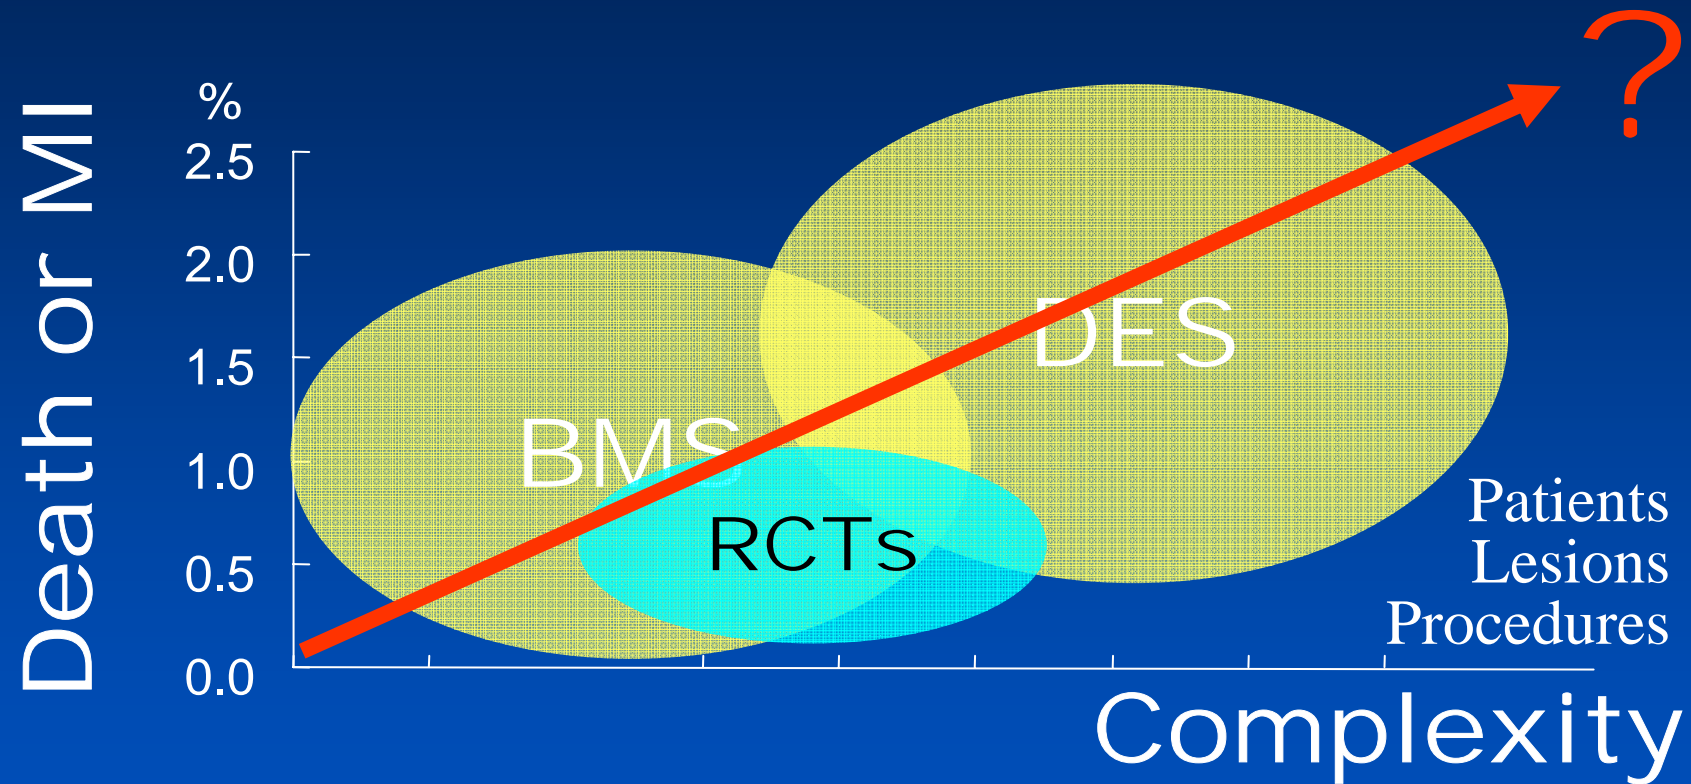 ?
%
2.5
2.0
1.5
1.0
0.5
0.0
Death or MI
DES
BMS
RCTs
Patients
Lesions
Procedures
Complexity